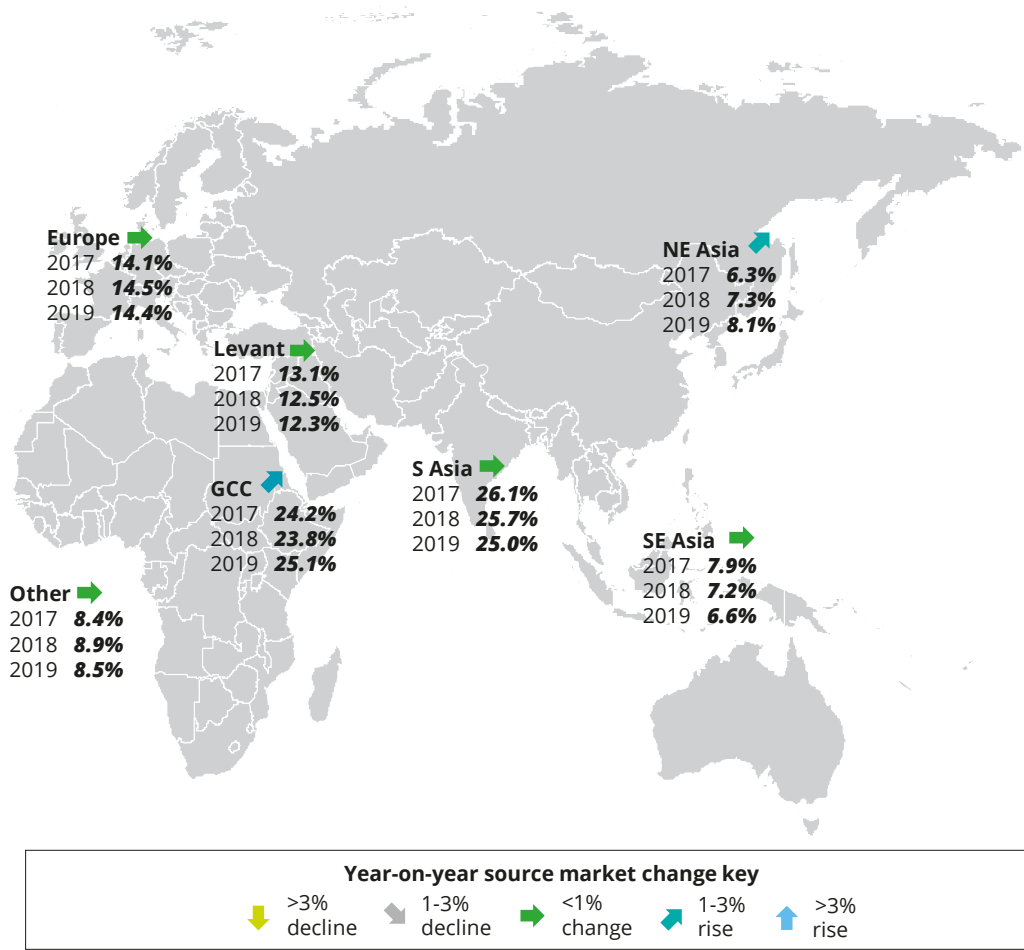 Europe
2017 14.1%
2018 14.5%
2019 14.4%
NE Asia
2017 6.3%
2018 7.3%
2019 8.1%
Levant
2017 13.1%
2018 12.5%
2019 12.3%
S Asia
2017 26.1%
2018 25.7%
2019 25.0%
GCC
2017 24.2%
2018 23.8%
2019 25.1%
SE Asia
2017 7.9%
2018 7.2%
2019 6.6%
Other
2017 8.4%
2018 8.9%
2019 8.5%
Year-on-year source market change key
>3%
decline
1-3%
decline
<1%
change
1-3%
rise
>3%
rise